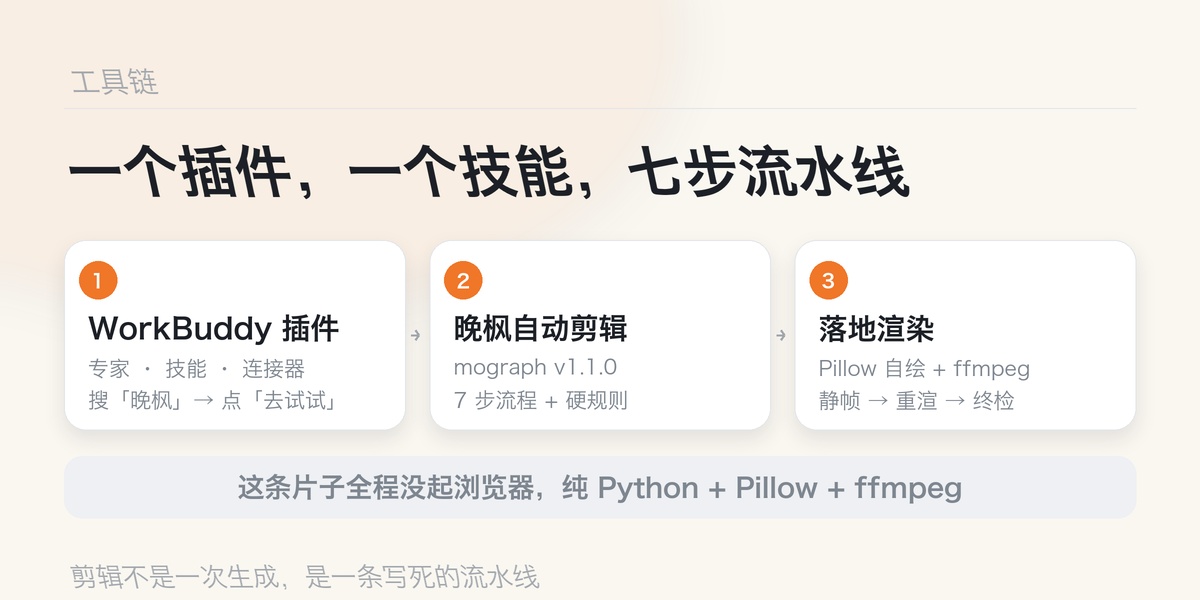 工具链
一个插件，一个技能，七步流水线
1
WorkBuddy 插件
专家 · 技能 · 连接器
搜「晚枫」→ 点「去试试」
→
2
晚枫自动剪辑
mograph v1.1.0
7 步流程 + 硬规则
→
3
落地渲染
Pillow 自绘 + ffmpeg
静帧 → 重渲 → 终检
这条片子全程没起浏览器，纯 Python + Pillow + ffmpeg
剪辑不是一次生成，是一条写死的流水线